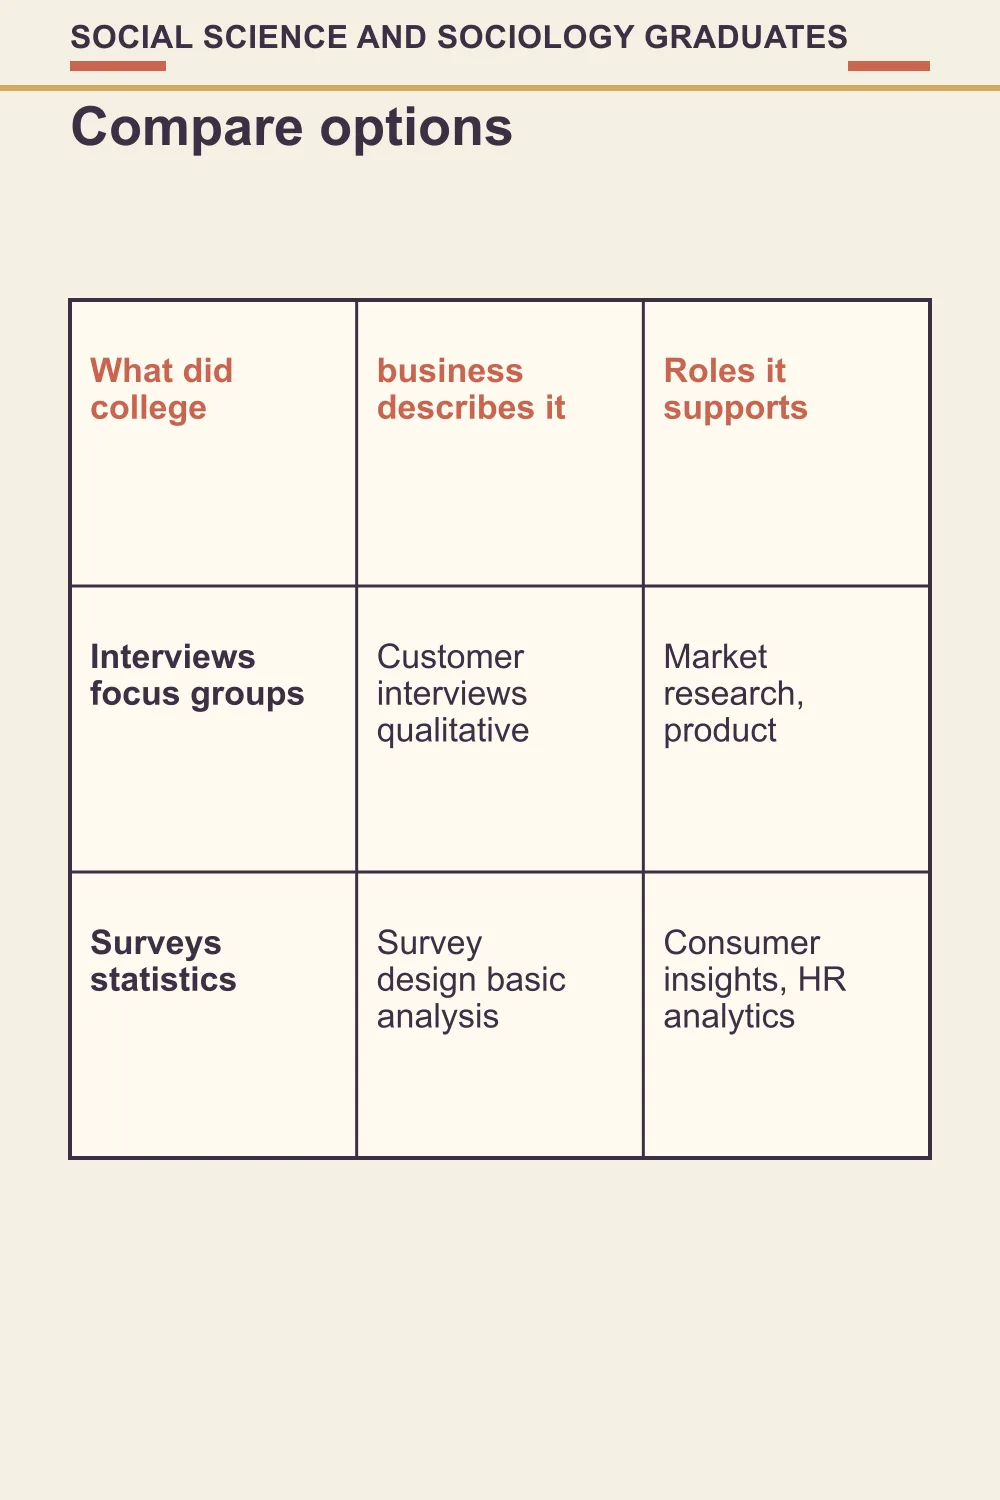 SOCIAL SCIENCE AND SOCIOLOGY GRADUATES
Compare options
What did
college
business
describes it
Roles it
supports
Interviews
focus groups
Customer
interviews
qualitative
Market
research,
product
Surveys
statistics
Survey
design basic
analysis
Consumer
insights, HR
analytics